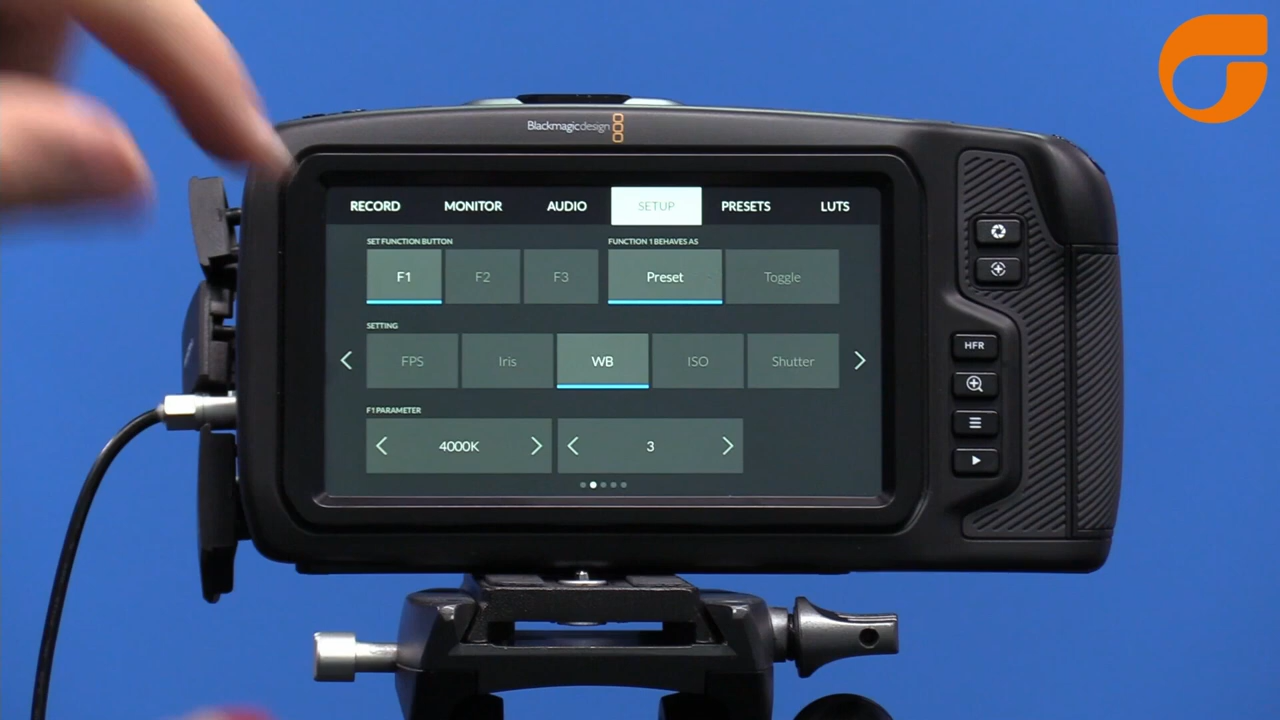 Blackmagicdesign
RECORD MONITOR AUDIO SETUP PRESETS LUTS
SET FUNCTION BUTTON FUNCTION 1 BEHAVES AS
F1 F2 F3 Preset Toggle
SETTING
FPS Iris WB ISO Shutter
HFR
F1 PARAMETER
4000K 3